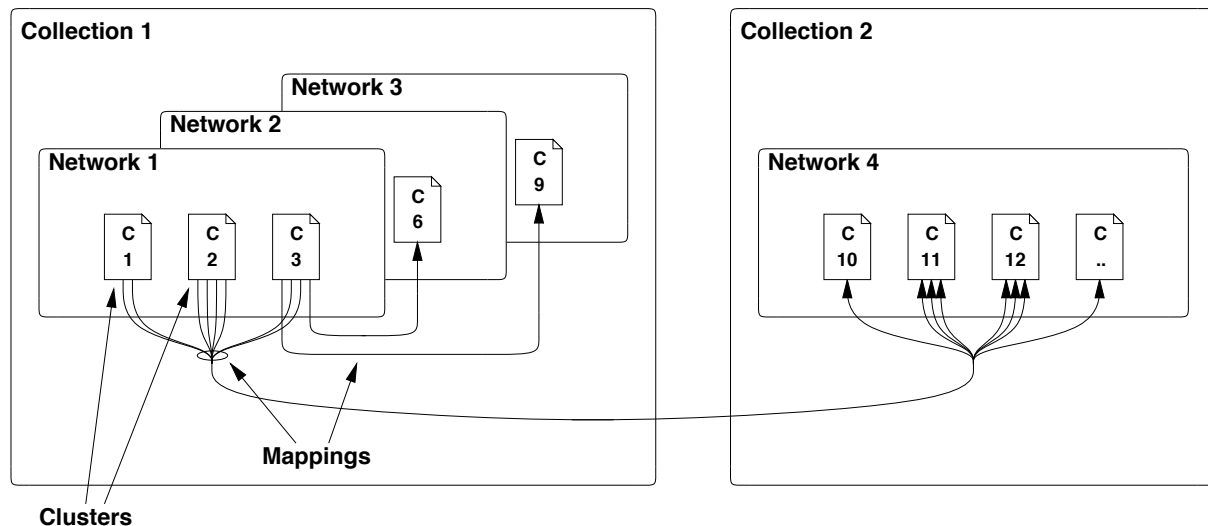 Collection 1
Collection 2
Network 3
Network 2
Network 1
Network 4
C
9
C
6
C
1
C
2
C
3
C
10
C
11
C
12
C
..
Mappings
Clusters